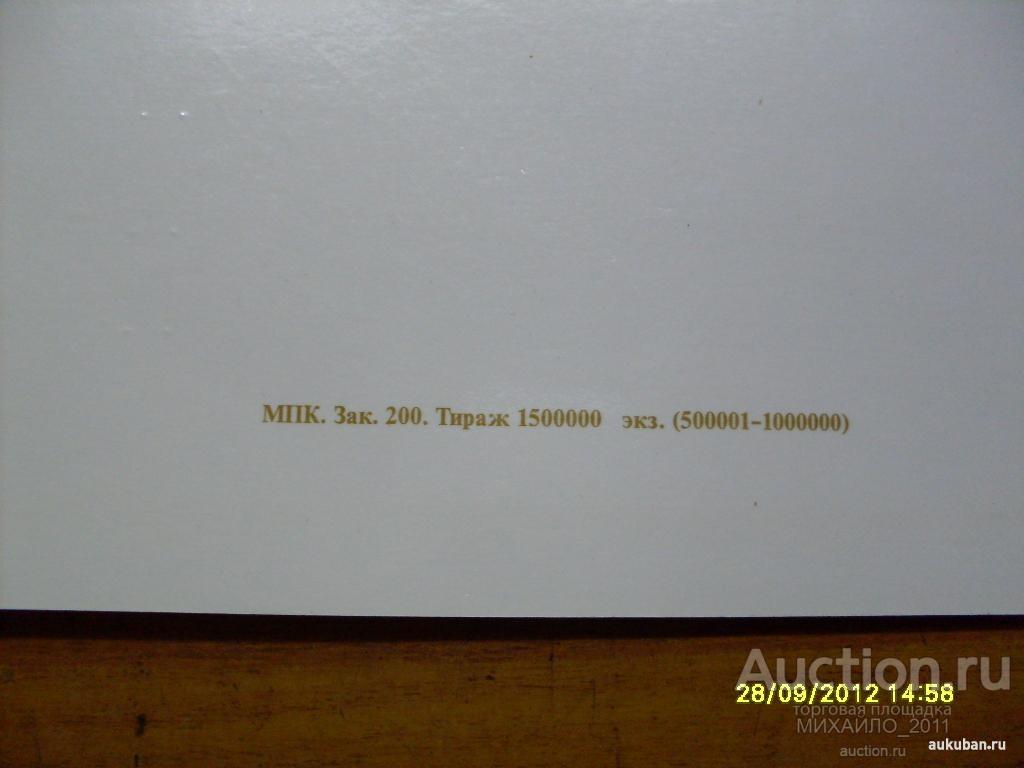 МПК. Зак. 200. Тираж 1500000 экз. (500001-1000000)
Auction.ru
28/09/2012 14:58
торговая площадка
МИХАЙЛО_2011
auction.ru aukuban.ru